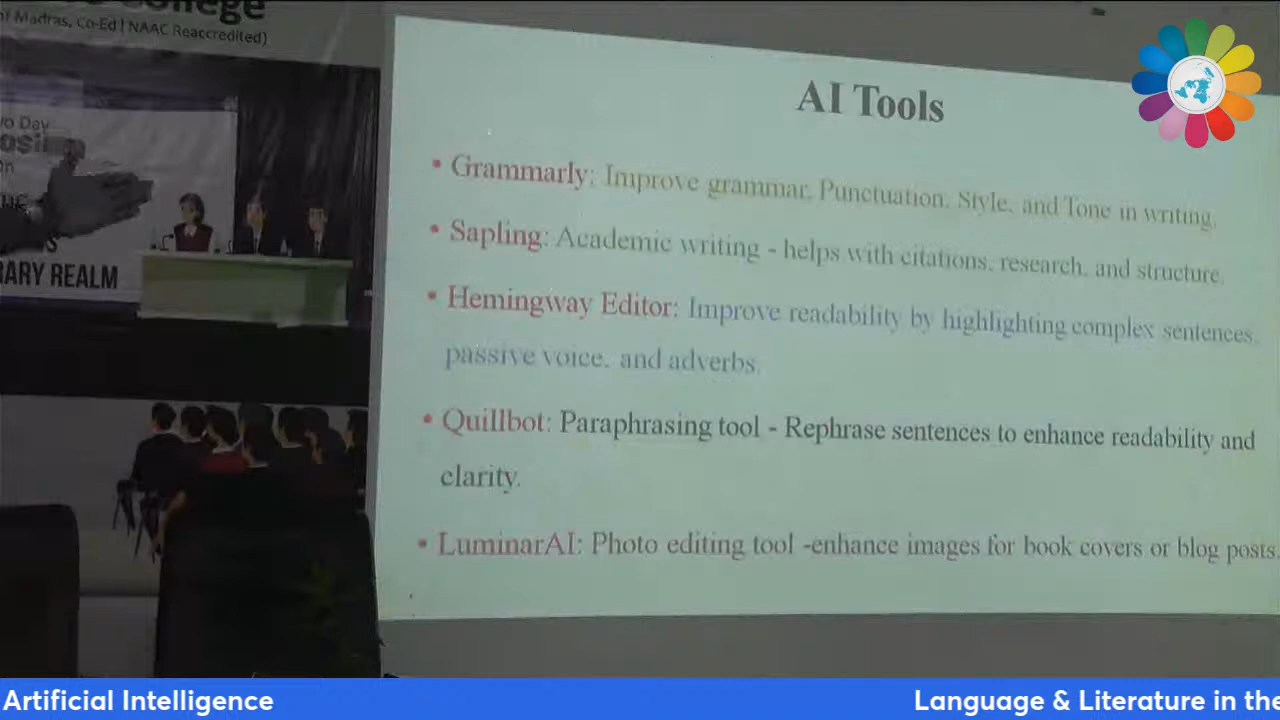 College
of Madras, Co-Ed | NAAC Reaccredited)
Day
ARY REALM
AI Tools
• Grammarly: Improve grammar, Punctuation, Style, and Tone in writing.
• Sapling: Academic writing - helps with citations, research, and structure.
• Hemingway Editor: Improve readability by highlighting complex sentences,
passive voice, and adverbs.
• Quillbot: Paraphrasing tool - Rephrase sentences to enhance readability and
clarity.
• LuminarAI: Photo editing tool -enhance images for book covers or blog posts.
Artificial Intelligence
Language & Literature in the